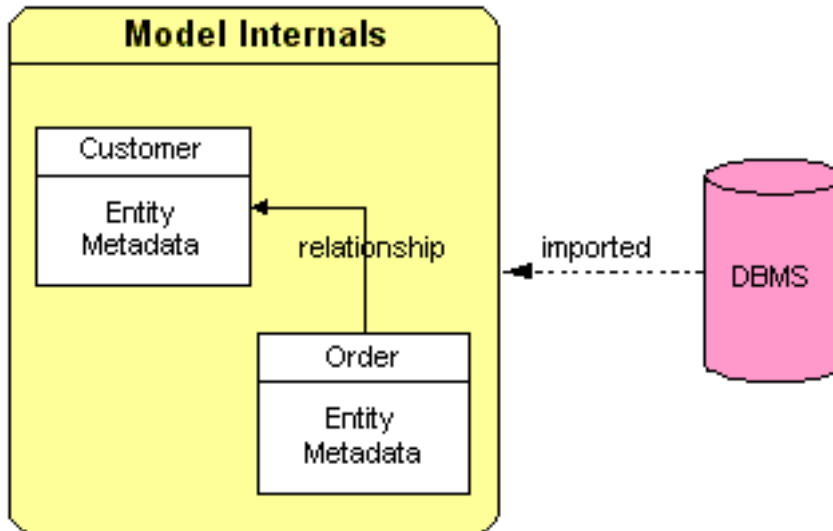 Model Internals
Customer
Entity
Metadata
relationship
imported
DBMS
Order
Entity
Metadata